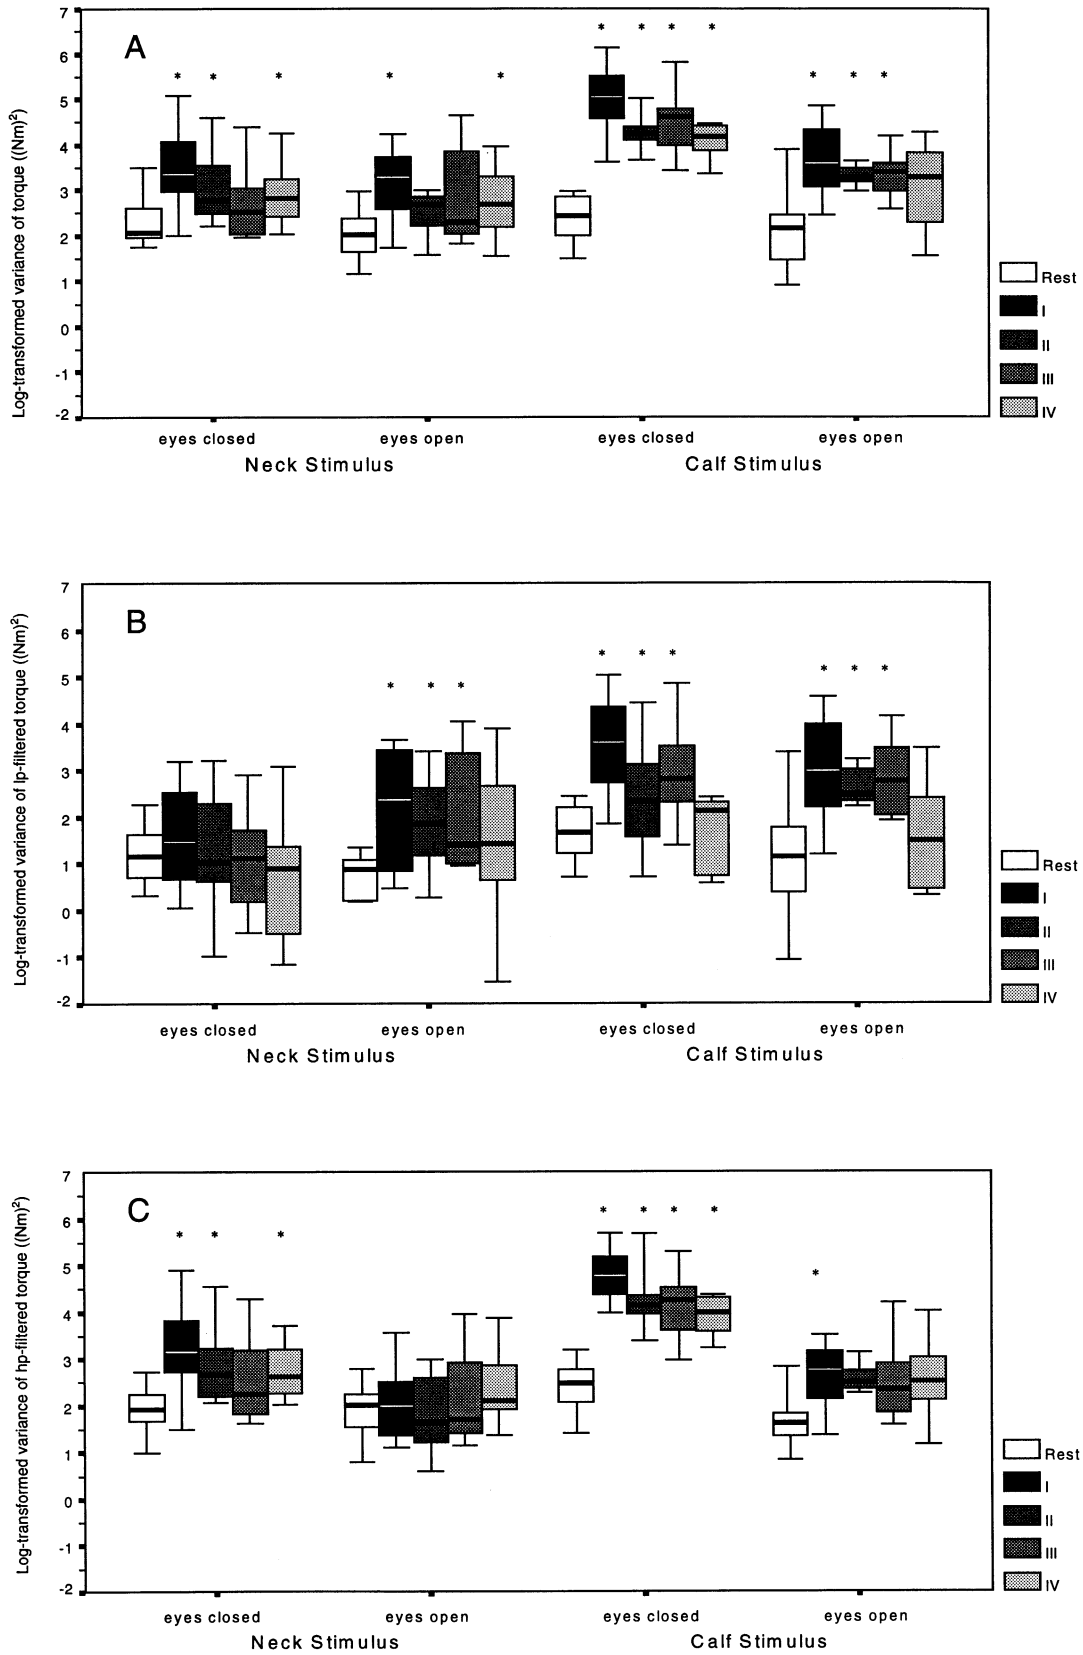 A
Log-transformed variance of torque ((Nm)²)
7
6
5
4
3
2
1
0
-1
-2
* * * * * * * * * * * *
eyes closed eyes open eyes closed eyes open
Neck Stimulus Calf Stimulus
Rest
I
II
III
IV
B
Log-transformed variance of lp-filtered torque ((Nm)²)
7
6
5
4
3
2
1
0
-1
-2
* * * * * * * * *
eyes closed eyes open eyes closed eyes open
Neck Stimulus Calf Stimulus
Rest
I
II
III
IV
C
Log-transformed variance of hp-filtered torque ((Nm)²)
7
6
5
4
3
2
1
0
-1
-2
* * * * * * * *
eyes closed eyes open eyes closed eyes open
Neck Stimulus Calf Stimulus
Rest
I
II
III
IV